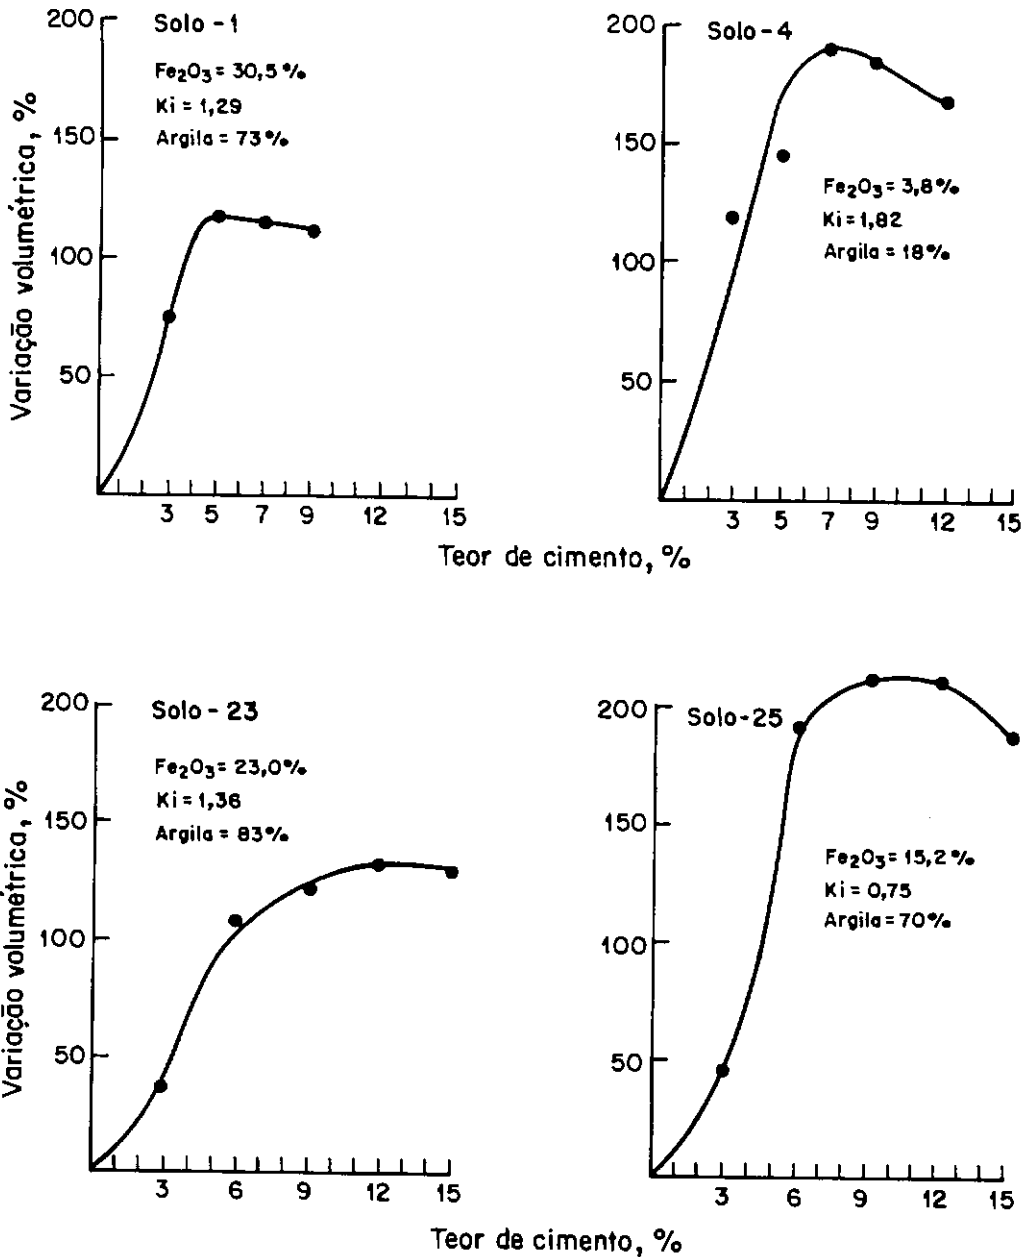 Variação volumétrica, %
200
150
100
50
Solo - 1
Fe2O3 = 30,5 %
Ki = 1,29
Argila = 73 %
3 5 7 9 12 15
200
150
100
50
Solo - 4
Fe2O3 = 3,8 %
Ki = 1,82
Argila = 18 %
3 5 7 9 12 15
Teor de cimento, %
Variação volumétrica, %
200
150
100
50
Solo - 23
Fe2O3 = 23,0 %
Ki = 1,36
Argila = 83 %
3 6 9 12 15
200
150
100
50
Solo - 25
Fe2O3 = 15,2 %
Ki = 0,75
Argila = 70 %
3 6 9 12 15
Teor de cimento, %